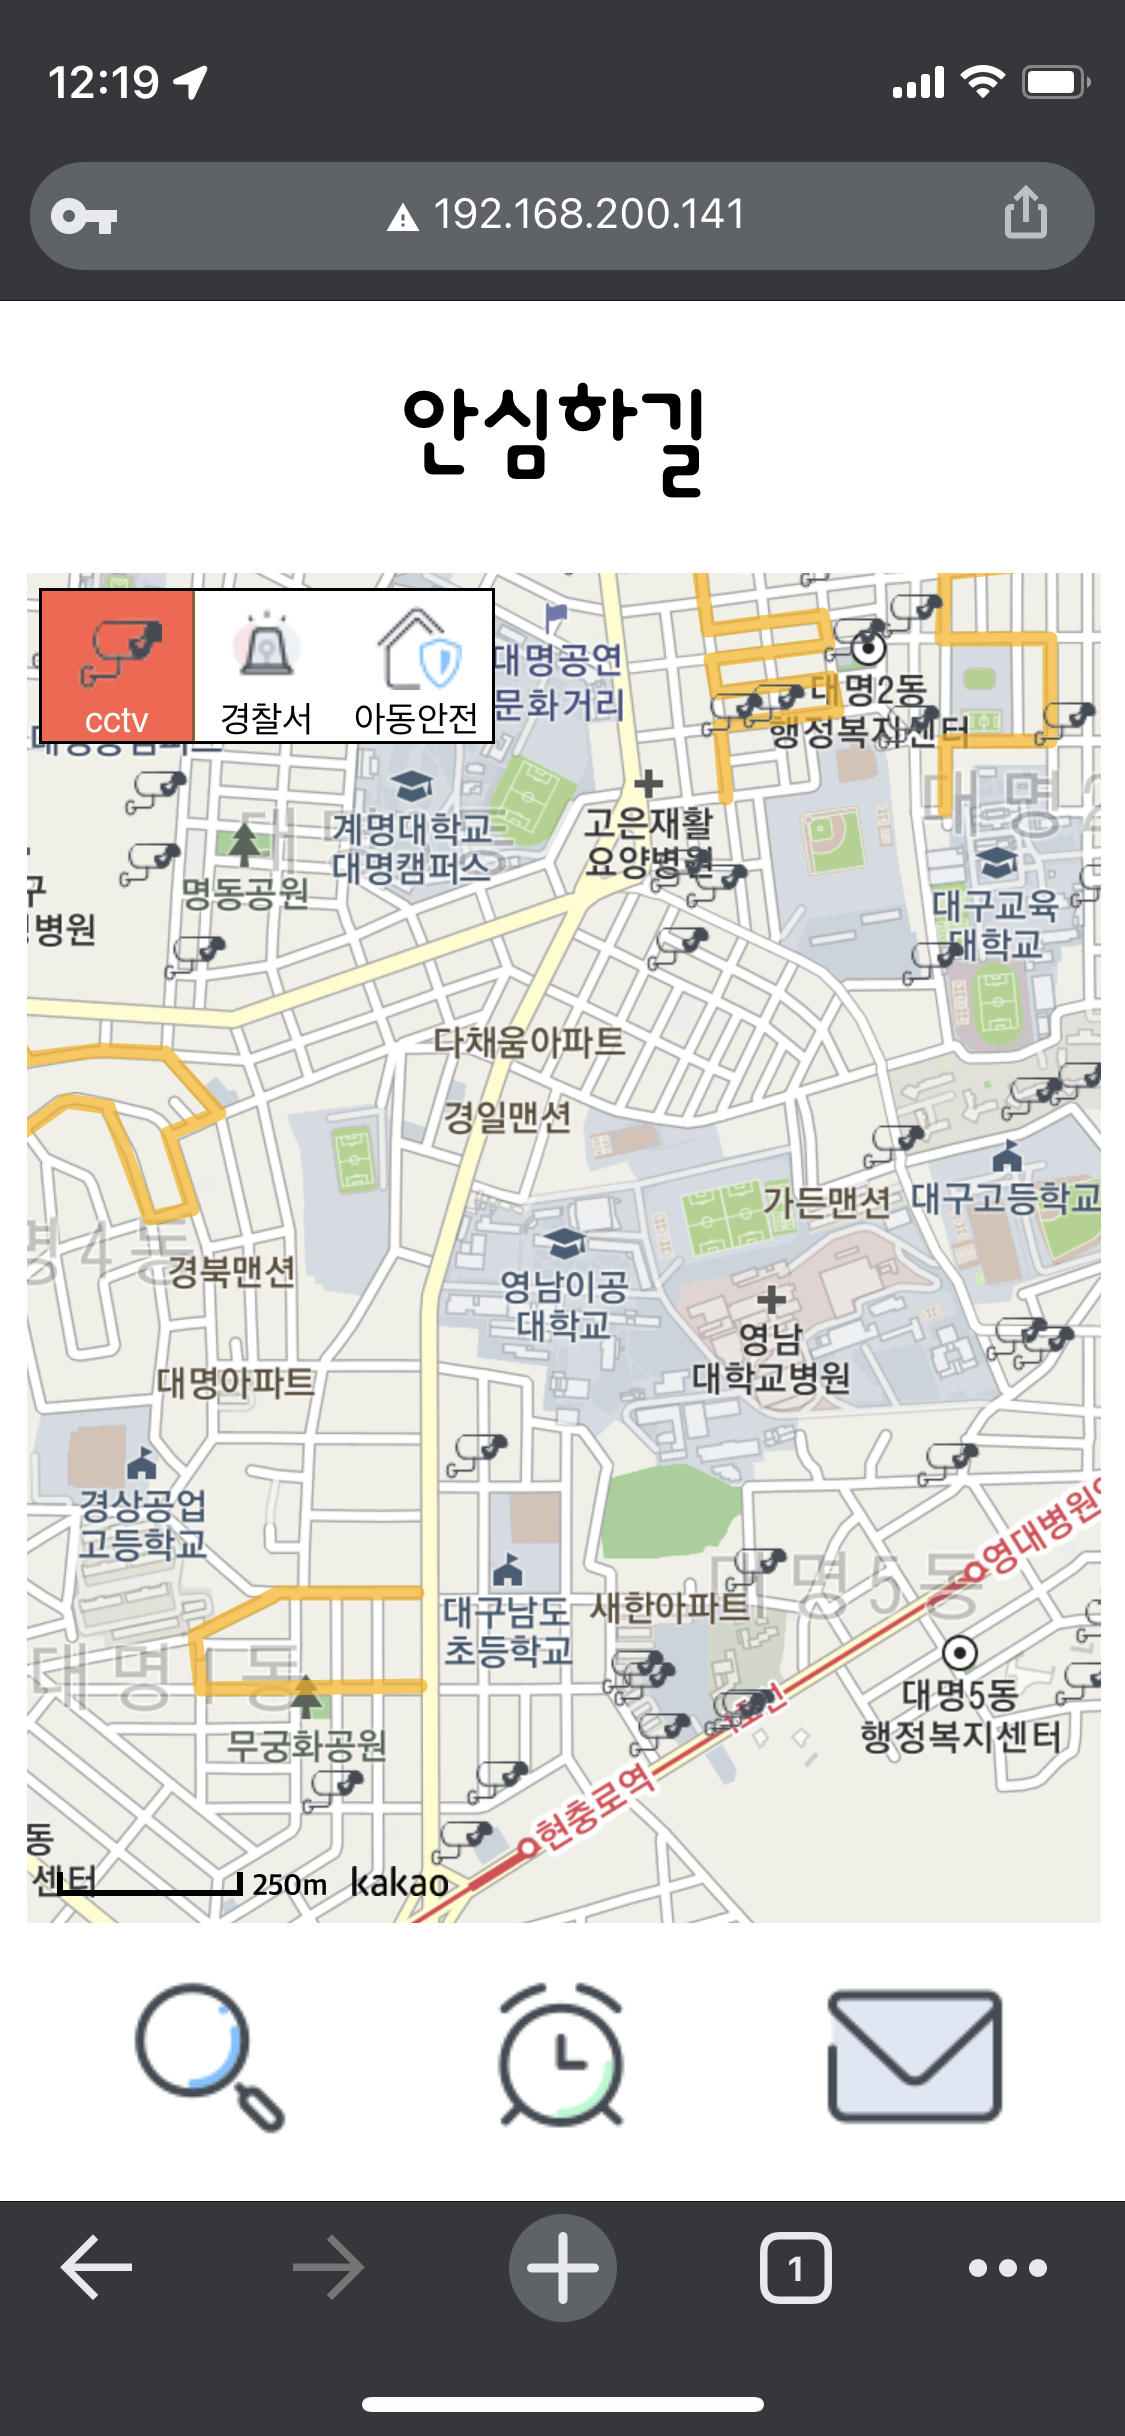 12:19
192.168.200.141
안심하길
cctv
경찰서
아동안전
대명공연
문화거리
대명2동
행정복지센터
계명대학교
대명캠퍼스
고은재활
요양병원
명동공원
병원
대구교육
대학교
다채움아파트
경일맨션
가든맨션
대구고등학교
명4동
경북맨션
영남이공
대학교
영남
대학교병원
대명아파트
경상공업
고등학교
영대병원역
대명5동
대구남도
초등학교
새한아파트
대명1동
대명5동
행정복지센터
무궁화공원
현충로역
동
센터
250m
kakao
1